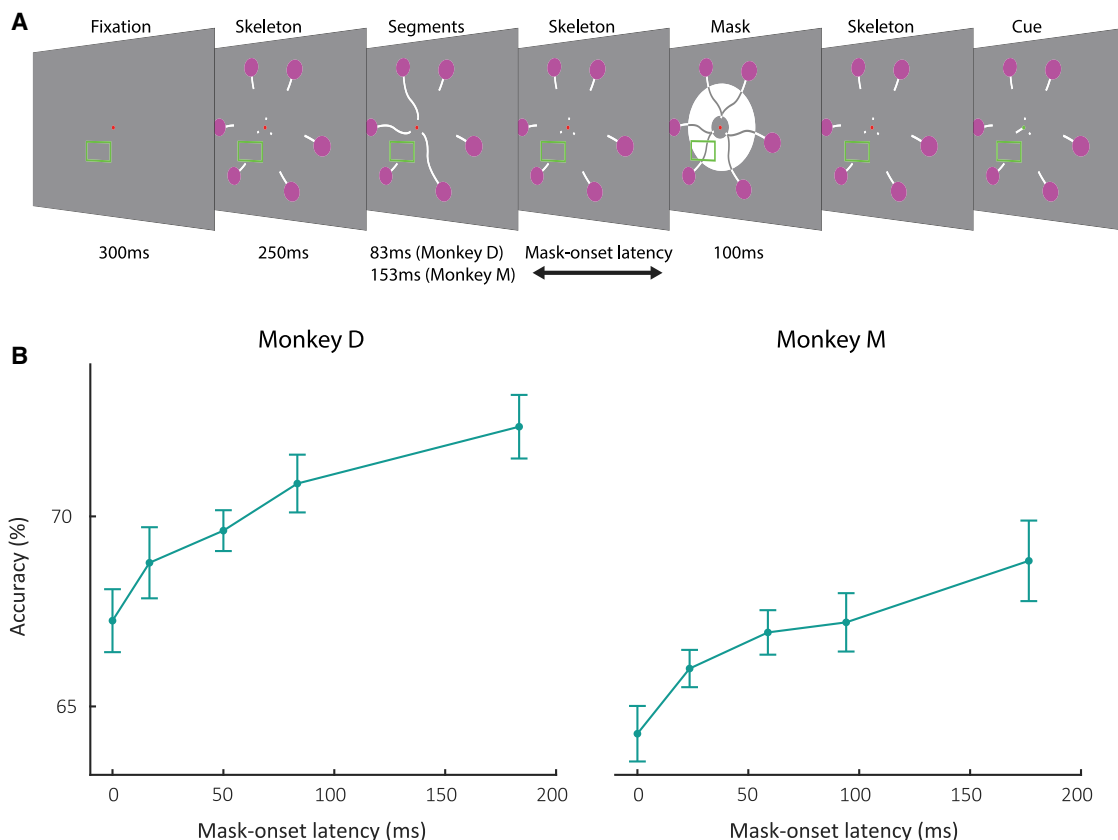 A
Fixation
Skeleton
Segments
Skeleton
Mask
Skeleton
Cue
300ms
250ms
83ms (Monkey D)
153ms (Monkey M)
Mask-onset latency
100ms
B
Monkey D
Monkey M
Accuracy (%)
70
65
0
50
100
150
200
0
50
100
150
200
Mask-onset latency (ms)
Mask-onset latency (ms)